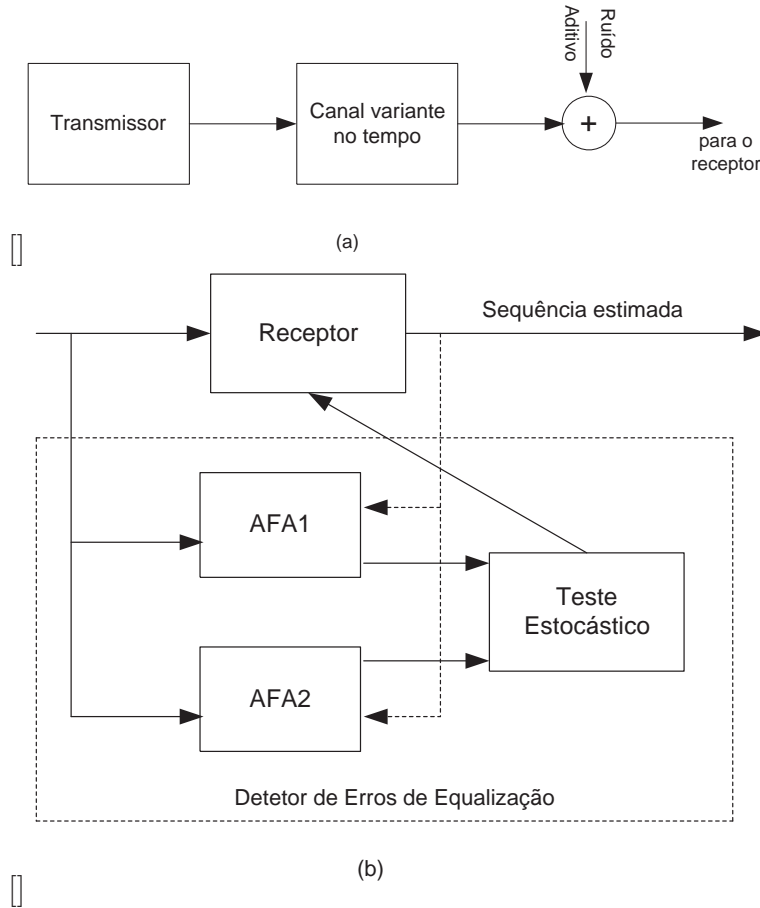 Ruído
Aditivo
Transmissor
Canal variante
no tempo
+
para o
receptor
[]
(a)
Receptor
Sequência estimada
AFA1
AFA2
Teste
Estocástico
Detetor de Erros de Equalização
(b)
[]